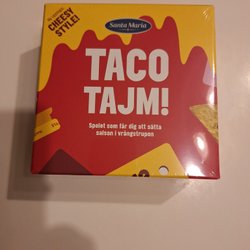 Santa Maria
CHEESY
STYLE!
TACO
TAJM!
Spelet som får dig att sätta
salsan i vrångstrupen